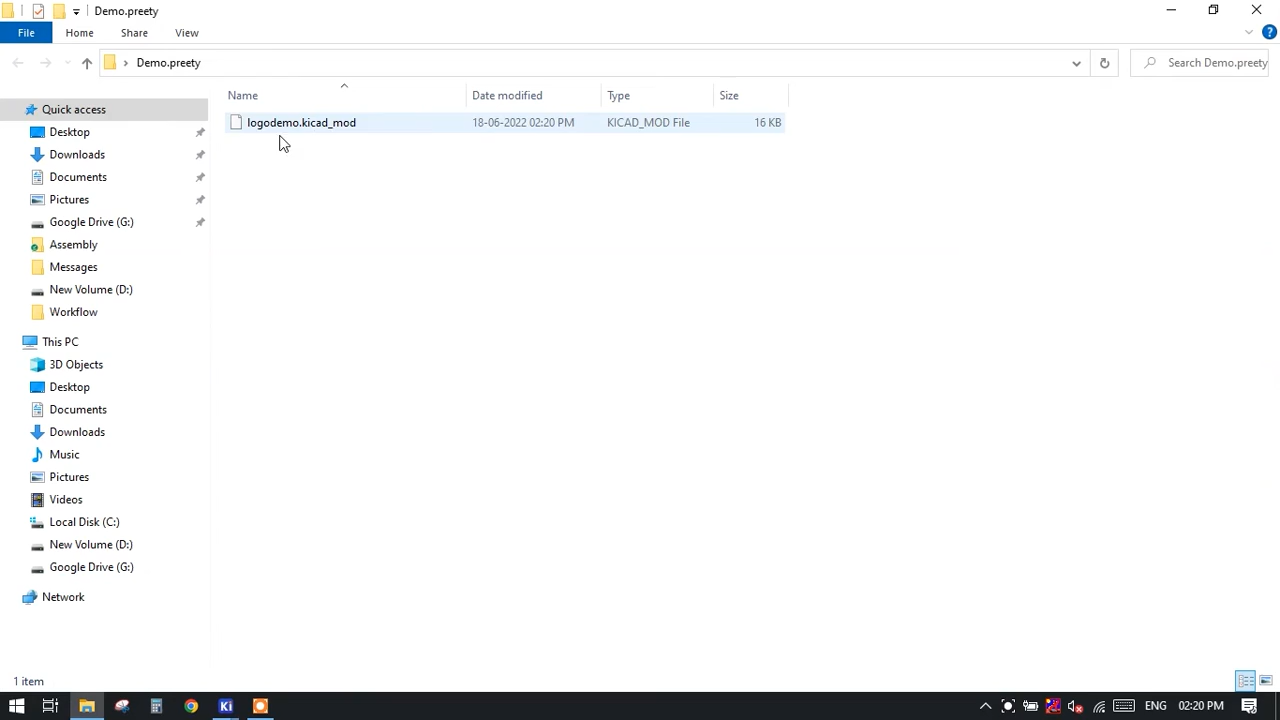 Demo.preety
File Home Share View
Demo.preety
Search Demo.preety
Name Date modified Type Size
logodemo.kicad_mod 18-06-2022 02:20 PM KICAD_MOD File 16 KB
Quick access
Desktop
Downloads
Documents
Pictures
Google Drive (G:)
Assembly
Messages
New Volume (D:)
Workflow
This PC
3D Objects
Desktop
Documents
Downloads
Music
Pictures
Videos
Local Disk (C:)
New Volume (D:)
Google Drive (G:)
Network
1 item
Ki ENG 02:20 PM